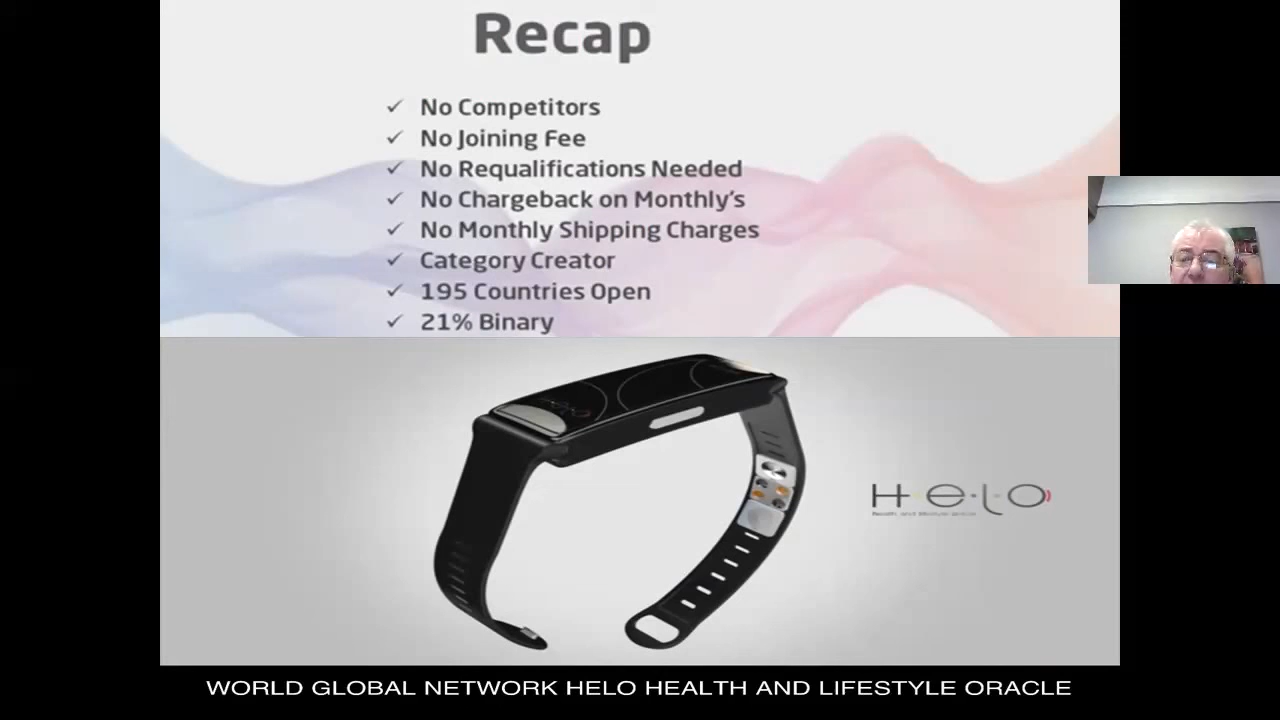 Recap
✓ No Competitors
✓ No Joining Fee
✓ No Requalifications Needed
✓ No Chargeback on Monthly's
✓ No Monthly Shipping Charges
✓ Category Creator
✓ 195 Countries Open
✓ 21% Binary
Helo
WORLD GLOBAL NETWORK HELO HEALTH AND LIFESTYLE ORACLE